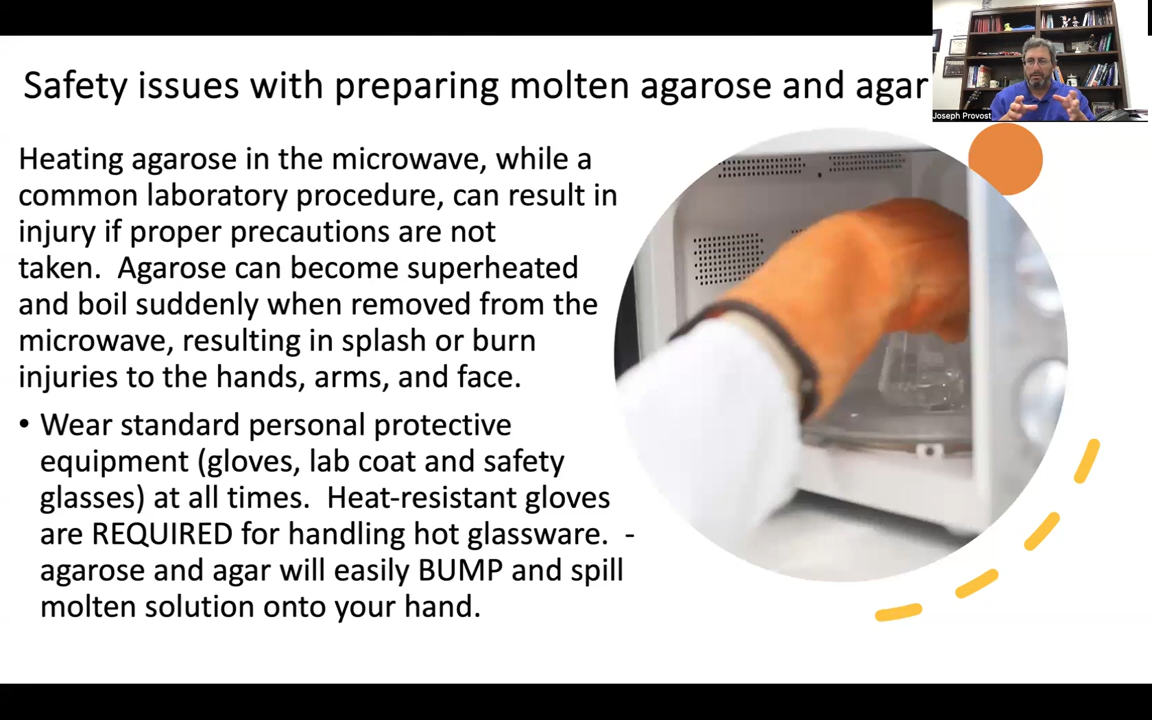 Safety issues with preparing molten agarose and agar
Joseph Provost
Heating agarose in the microwave, while a
common laboratory procedure, can result in
injury if proper precautions are not
taken.  Agarose can become superheated
and boil suddenly when removed from the
microwave, resulting in splash or burn
injuries to the hands, arms, and face.
• Wear standard personal protective
equipment (gloves, lab coat and safety
glasses) at all times.  Heat-resistant gloves
are REQUIRED for handling hot glassware.  -
agarose and agar will easily BUMP and spill
molten solution onto your hand.